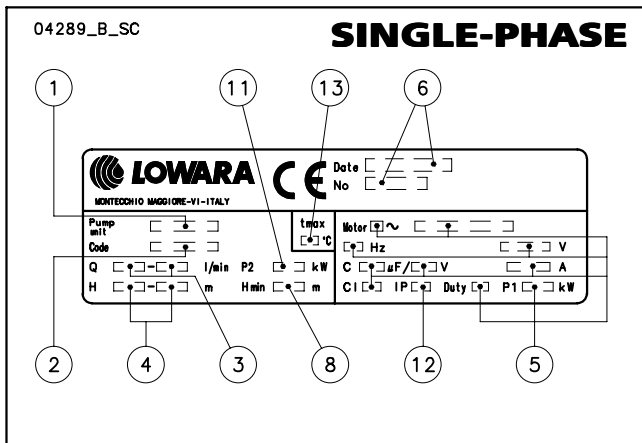 04289_B_SC
SINGLE-PHASE
1
11
13
6
LOWARA
CE
Date
No
MONTECCHIO MAGGIORE-VI-ITALY
Pump unit
Code
tmax
°C
Motor ~
Hz V
Q - l/min P2 kW
C µF/ V A
H - m Hmin m
Cl IP Duty P1 kW
2
4
3
8
12
5